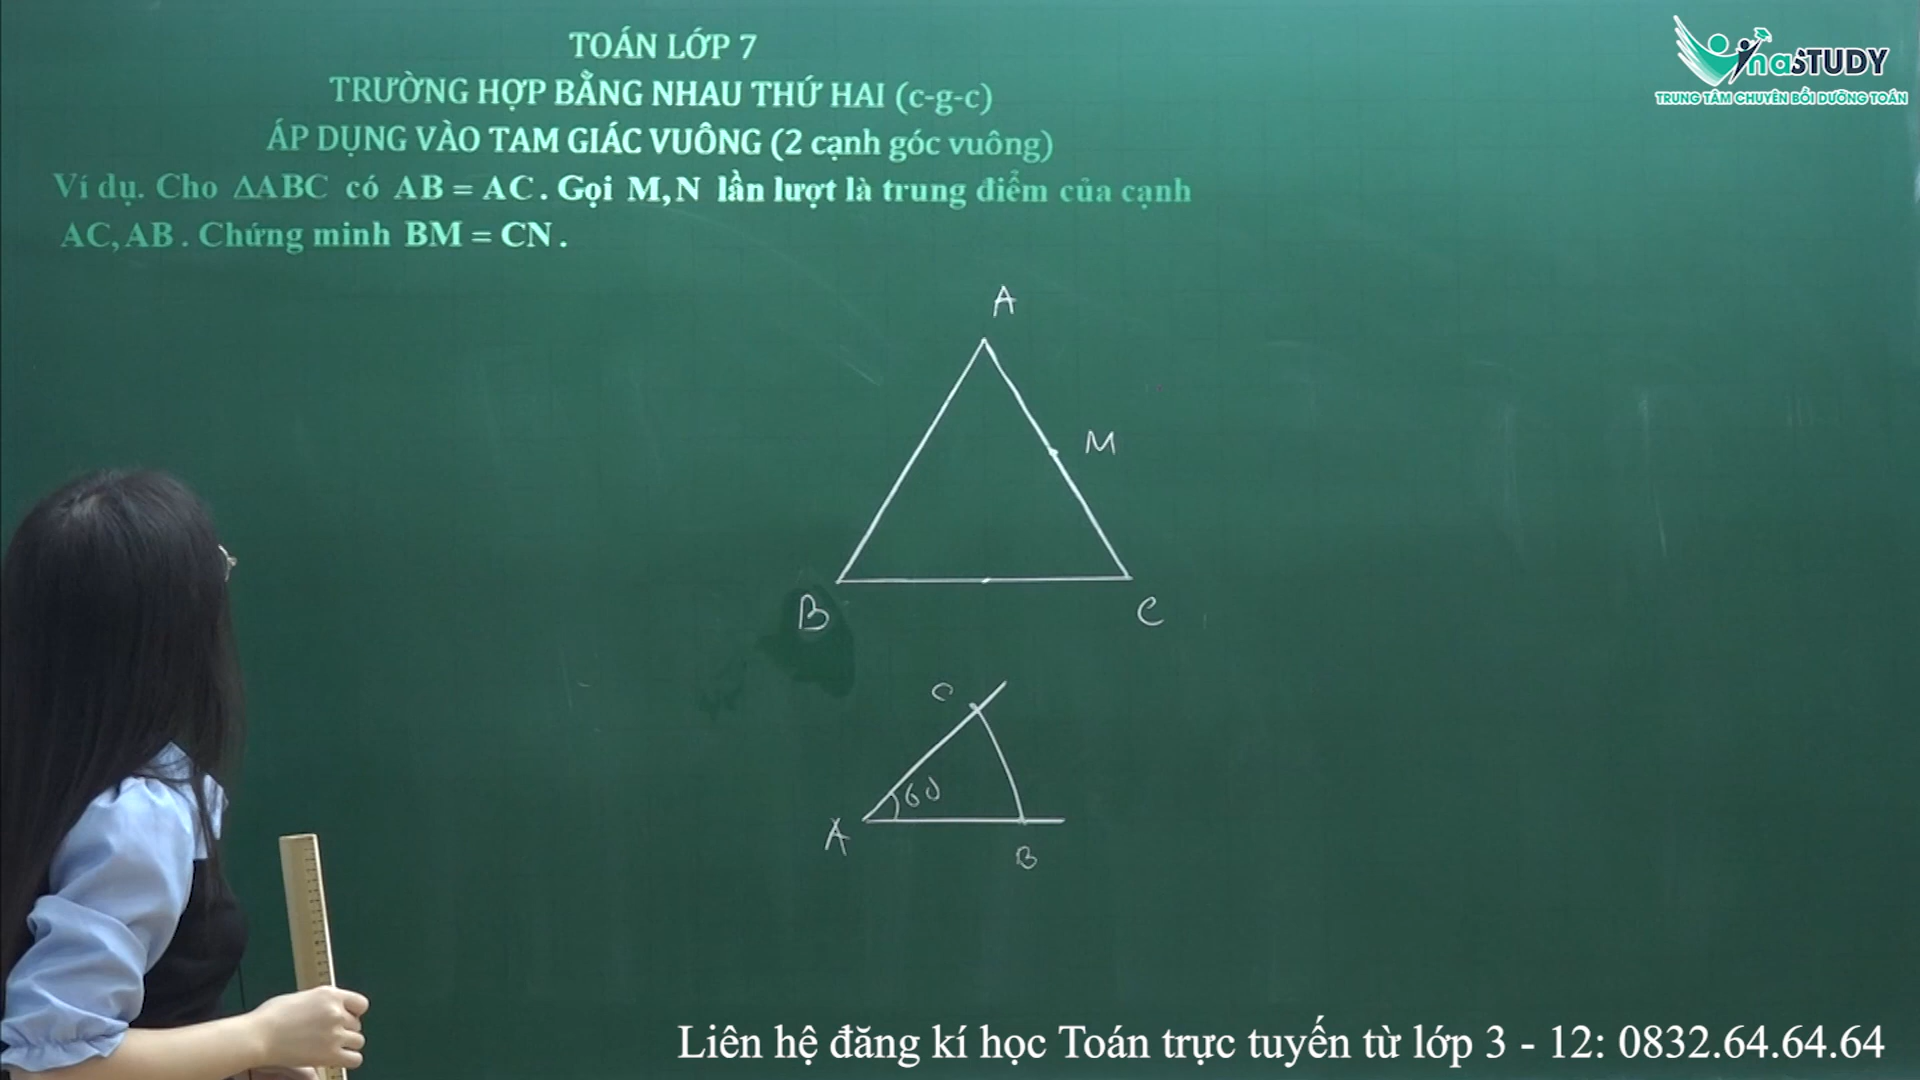 TOÁN LỚP 7
TRƯỜNG HỢP BẰNG NHAU THỨ HAI (c-g-c)
ÁP DỤNG VÀO TAM GIÁC VUÔNG (2 cạnh góc vuông)
Ví dụ. Cho ΔABC có AB = AC. Gọi M, N lần lượt là trung điểm của cạnh
AC, AB. Chứng minh BM = CN.
VinaSTUDY
TRUNG TÂM CHUYÊN BỒI DƯỠNG TOÁN
A
M
B
C
C
60
A
B
Liên hệ đăng kí học Toán trực tuyến từ lớp 3 - 12: 0832.64.64.64